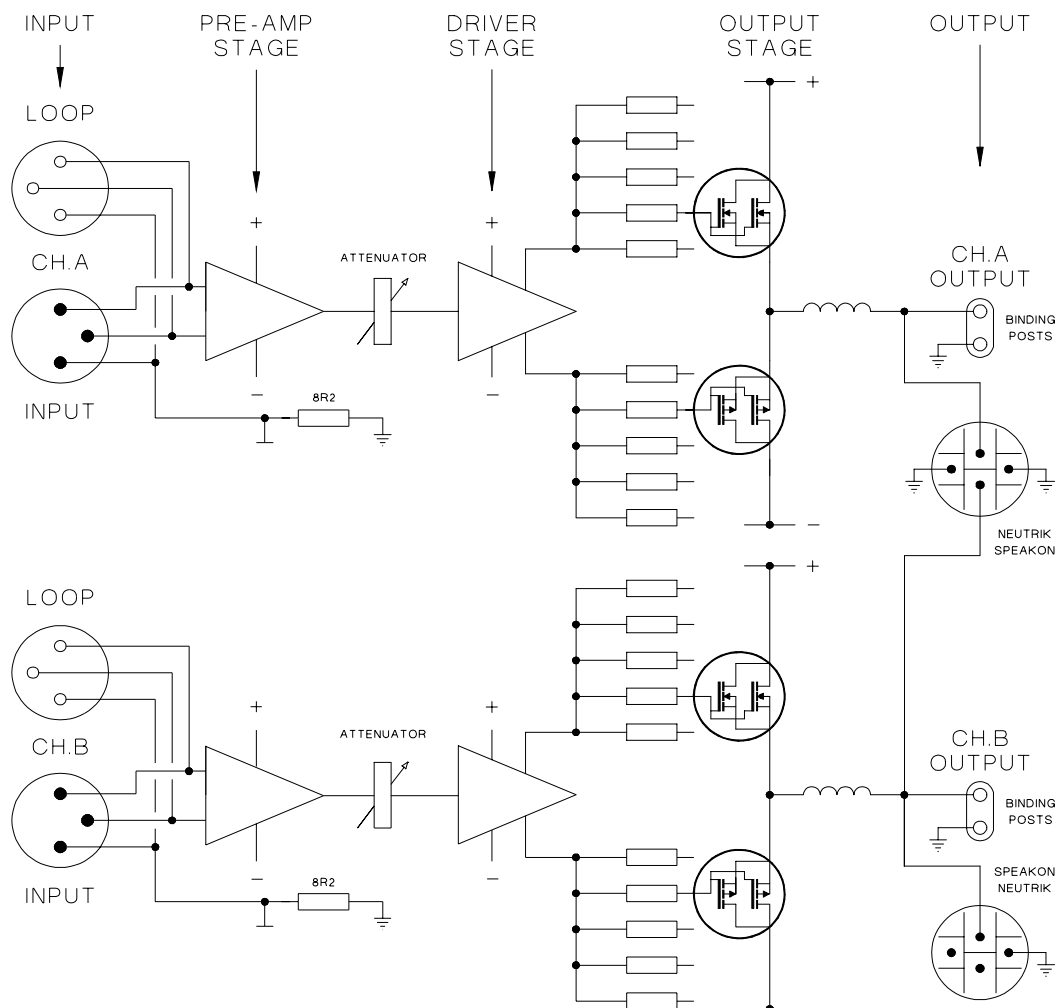 INPUT
PRE-AMP
STAGE
DRIVER
STAGE
OUTPUT
STAGE
OUTPUT
LOOP
+
+
+
CH.A
ATTENUATOR
CH.A
OUTPUT
BINDING
POSTS
INPUT
−
−
8R2
NEUTRIK
SPEAKON
−
+
LOOP
+
+
CH.B
ATTENUATOR
CH.B
OUTPUT
BINDING
POSTS
INPUT
−
−
8R2
SPEAKON
NEUTRIK